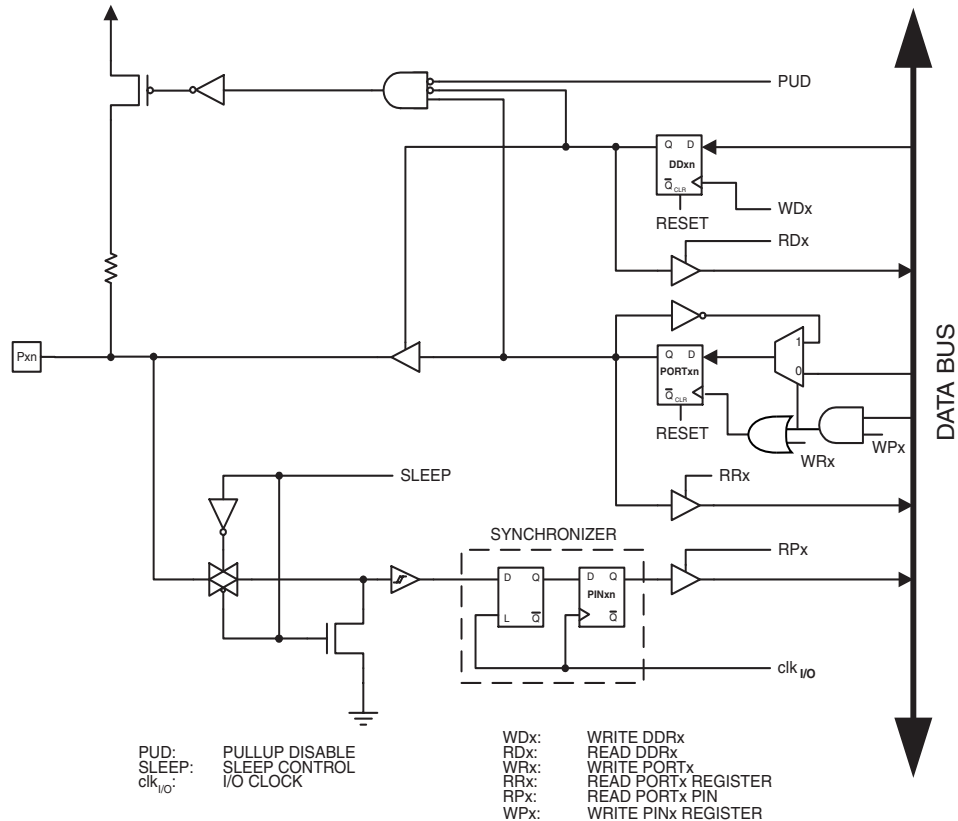 PUD
Q D
DDxn
Q CLR
WDx
RESET
RDx
Pxn
1
Q D
PORTxn
0
Q CLR
RESET
WRx
WPx
DATA BUS
SLEEP
RRx
SYNCHRONIZER
RPx
D Q
D Q
PINxn
L Q
Q
clk I/O
PUD: PULLUP DISABLE
SLEEP: SLEEP CONTROL
clk I/O: I/O CLOCK
WDx: WRITE DDRx
RDx: READ DDRx
WRx: WRITE PORTx
RRx: READ PORTx REGISTER
RPx: READ PORTx PIN
WPx: WRITE PINx REGISTER